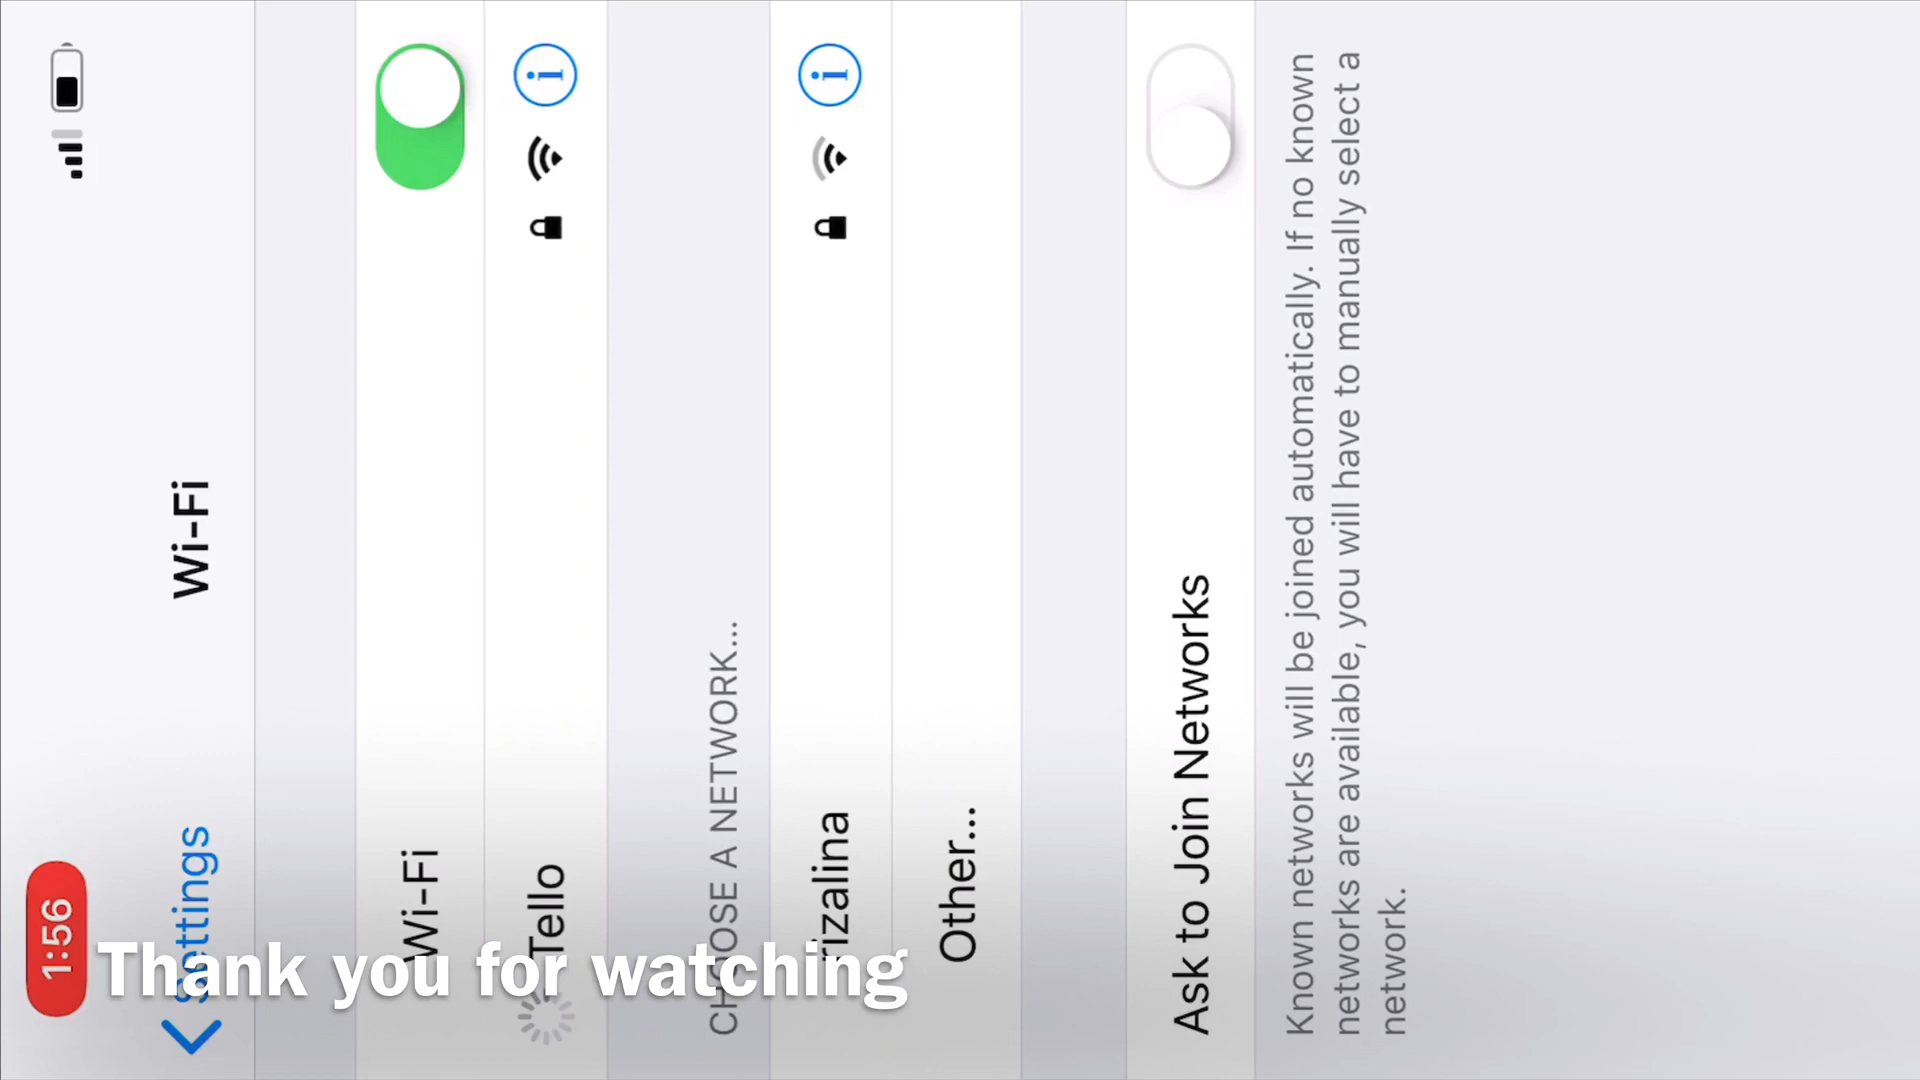 1:56
Settings
Wi-Fi
Wi-Fi
Tello
CHOOSE A NETWORK...
rizalina
Other...
Ask to Join Networks
Known networks will be joined automatically. If no known
networks are available, you will have to manually select a
network.
Thank you for watching